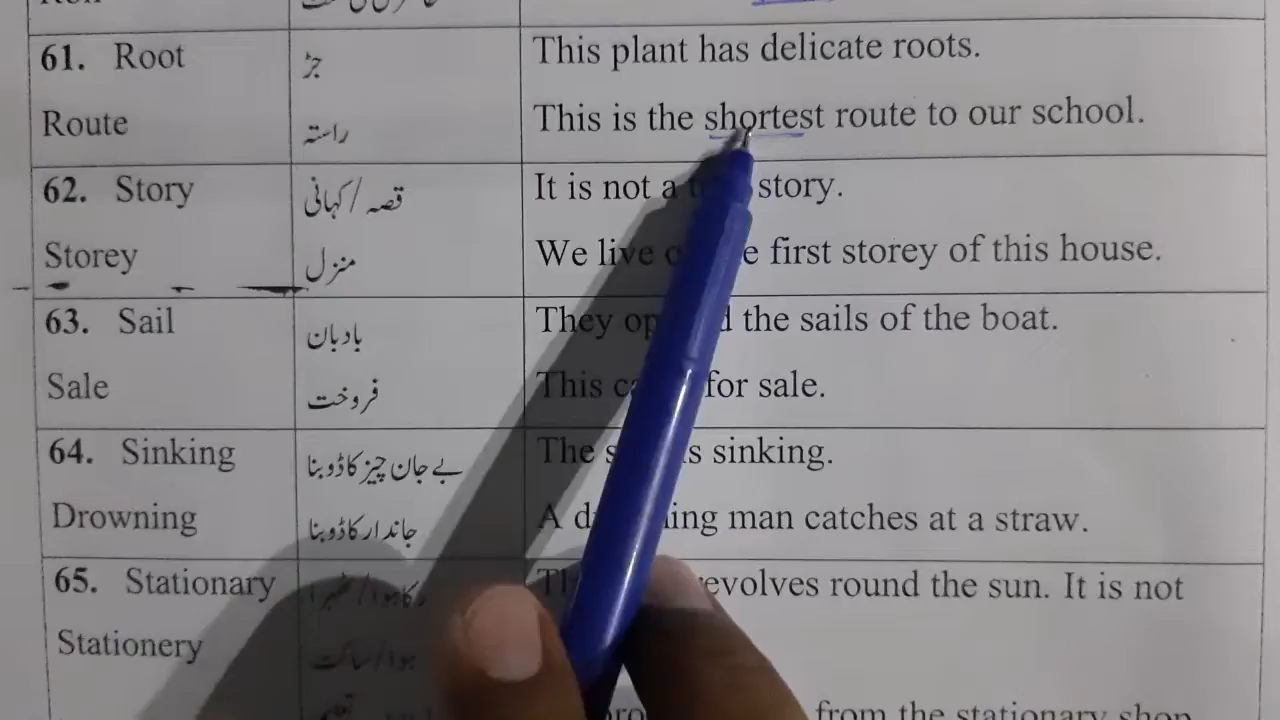 61. Root جڑ This plant has delicate roots.
Route راستہ This is the shortest route to our school.
62. Story قصہ/کہانی It is not a story.
Storey منزل We live first storey of this house.
63. Sail بادبان They the sails of the boat.
Sale فروخت This for sale.
64. Sinking بے جان چیز کا ڈوبنا The sinking.
Drowning جاندار کا ڈوبنا A man catches at a straw.
65. Stationary revolves round the sun. It is not
Stationery ہوا/ساکت
from the stationary shop